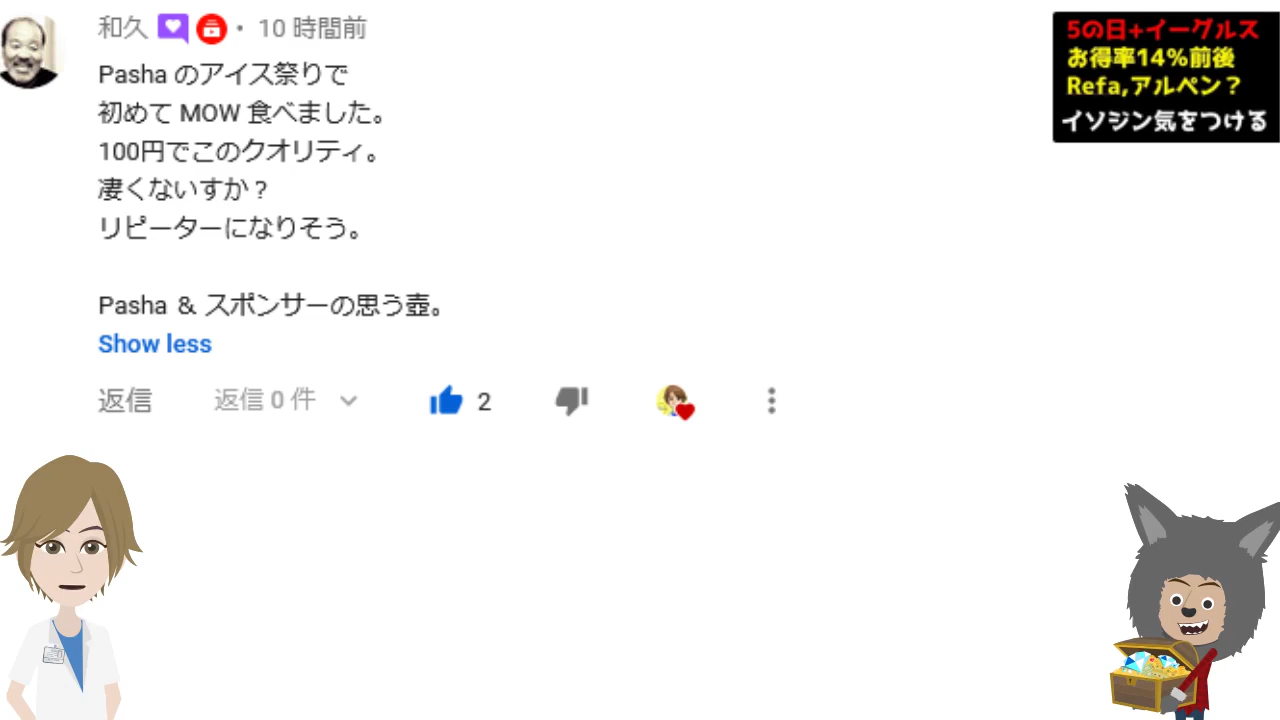 和久 • 10 時間前
Pasha のアイス祭りで
初めて MOW 食べました。
100円でこのクオリティ。
凄くないすか？
リピーターになりそう。
Pasha ＆ スポンサーの思う壺。
Show less
返信 返信 0 件 2
5の日+イーグルス
お得率14%前後
Refa,アルペン？
イソジン気をつける